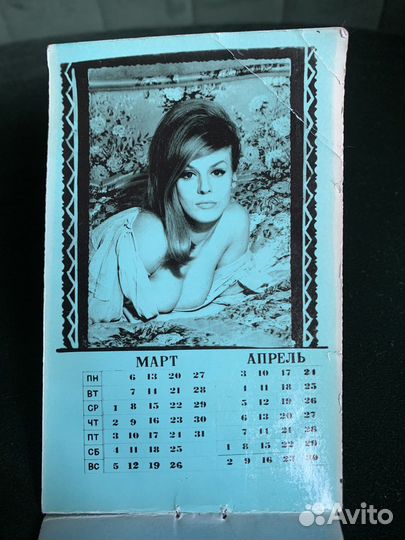 МАРТ АПРЕЛЬ
ПН 6 13 20 27 3 10 17 24
ВТ 7 14 21 28 4 11 18 25
СР 1 8 15 22 29 5 12 19 26
ЧТ 2 9 16 23 30 6 13 20 27
ПТ 3 10 17 24 31 7 14 21 28
СБ 4 11 18 25 1 8 15 22 29
ВС 5 12 19 26 2 9 16 23 30
Avito